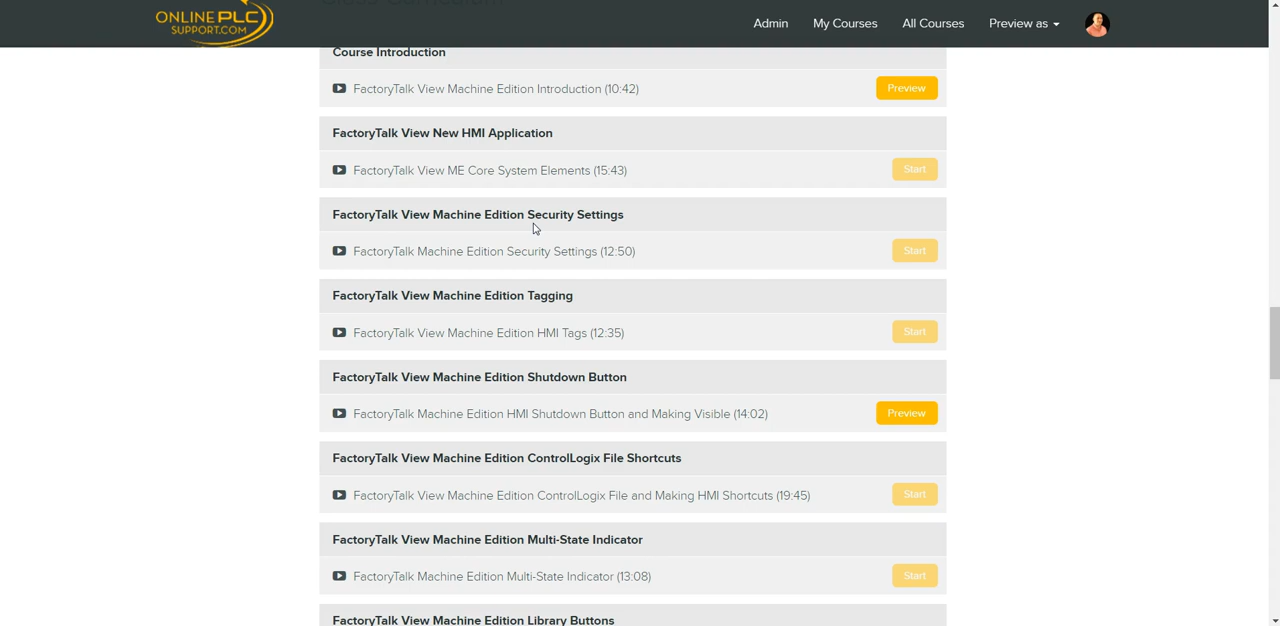 ONLINE PLC
SUPPORT.COM
Admin
My Courses
All Courses
Preview as
Class Curriculum
Course Introduction
FactoryTalk View Machine Edition Introduction (10:42)
Preview
FactoryTalk View New HMI Application
FactoryTalk View ME Core System Elements (15:43)
Start
FactoryTalk View Machine Edition Security Settings
FactoryTalk Machine Edition Security Settings (12:50)
Start
FactoryTalk View Machine Edition Tagging
FactoryTalk View Machine Edition HMI Tags (12:35)
Start
FactoryTalk View Machine Edition Shutdown Button
FactoryTalk Machine Edition HMI Shutdown Button and Making Visible (14:02)
Preview
FactoryTalk View Machine Edition ControlLogix File Shortcuts
FactoryTalk View Machine Edition ControlLogix File and Making HMI Shortcuts (19:45)
Start
FactoryTalk View Machine Edition Multi-State Indicator
FactoryTalk Machine Edition Multi-State Indicator (13:08)
Start
FactoryTalk View Machine Edition Library Buttons